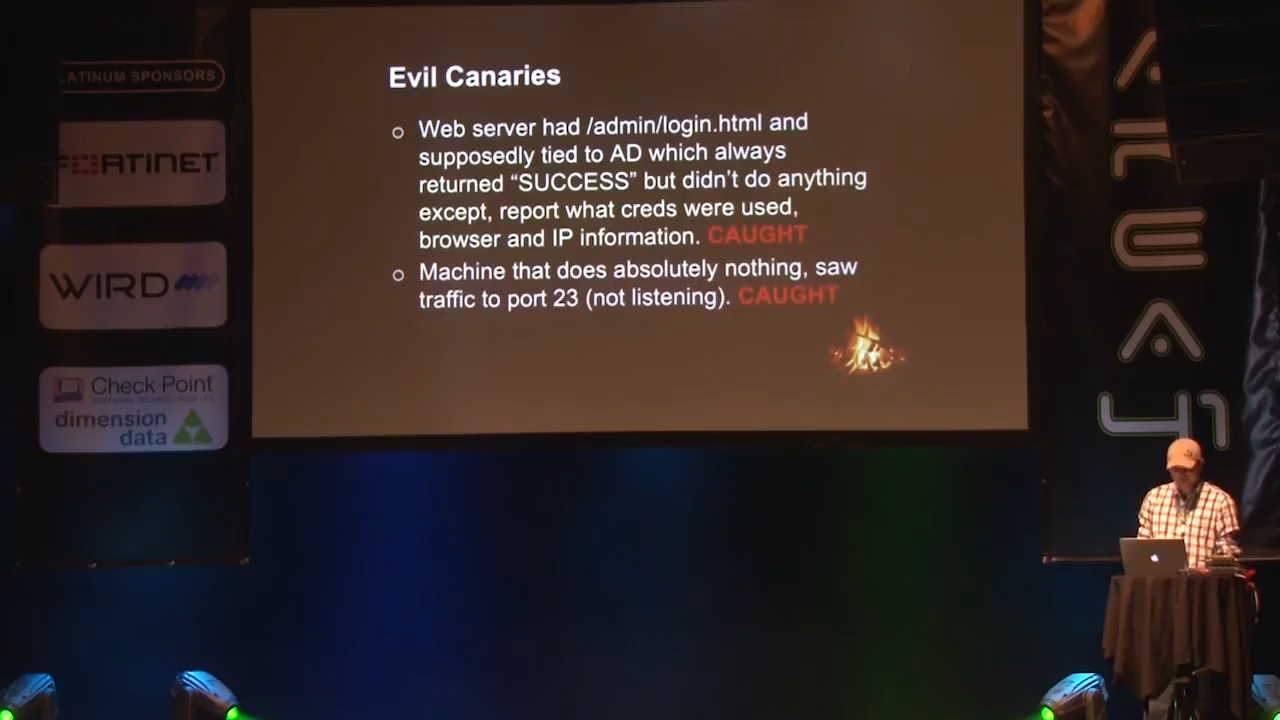 LATINUM SPONSORS
FORTINET
WIRD
Check Point
dimension
data
Evil Canaries
Web server had /admin/login.html and
supposedly tied to AD which always
returned “SUCCESS” but didn’t do anything
except, report what creds were used,
browser and IP information. CAUGHT
Machine that does absolutely nothing, saw
traffic to port 23 (not listening). CAUGHT
AREA41